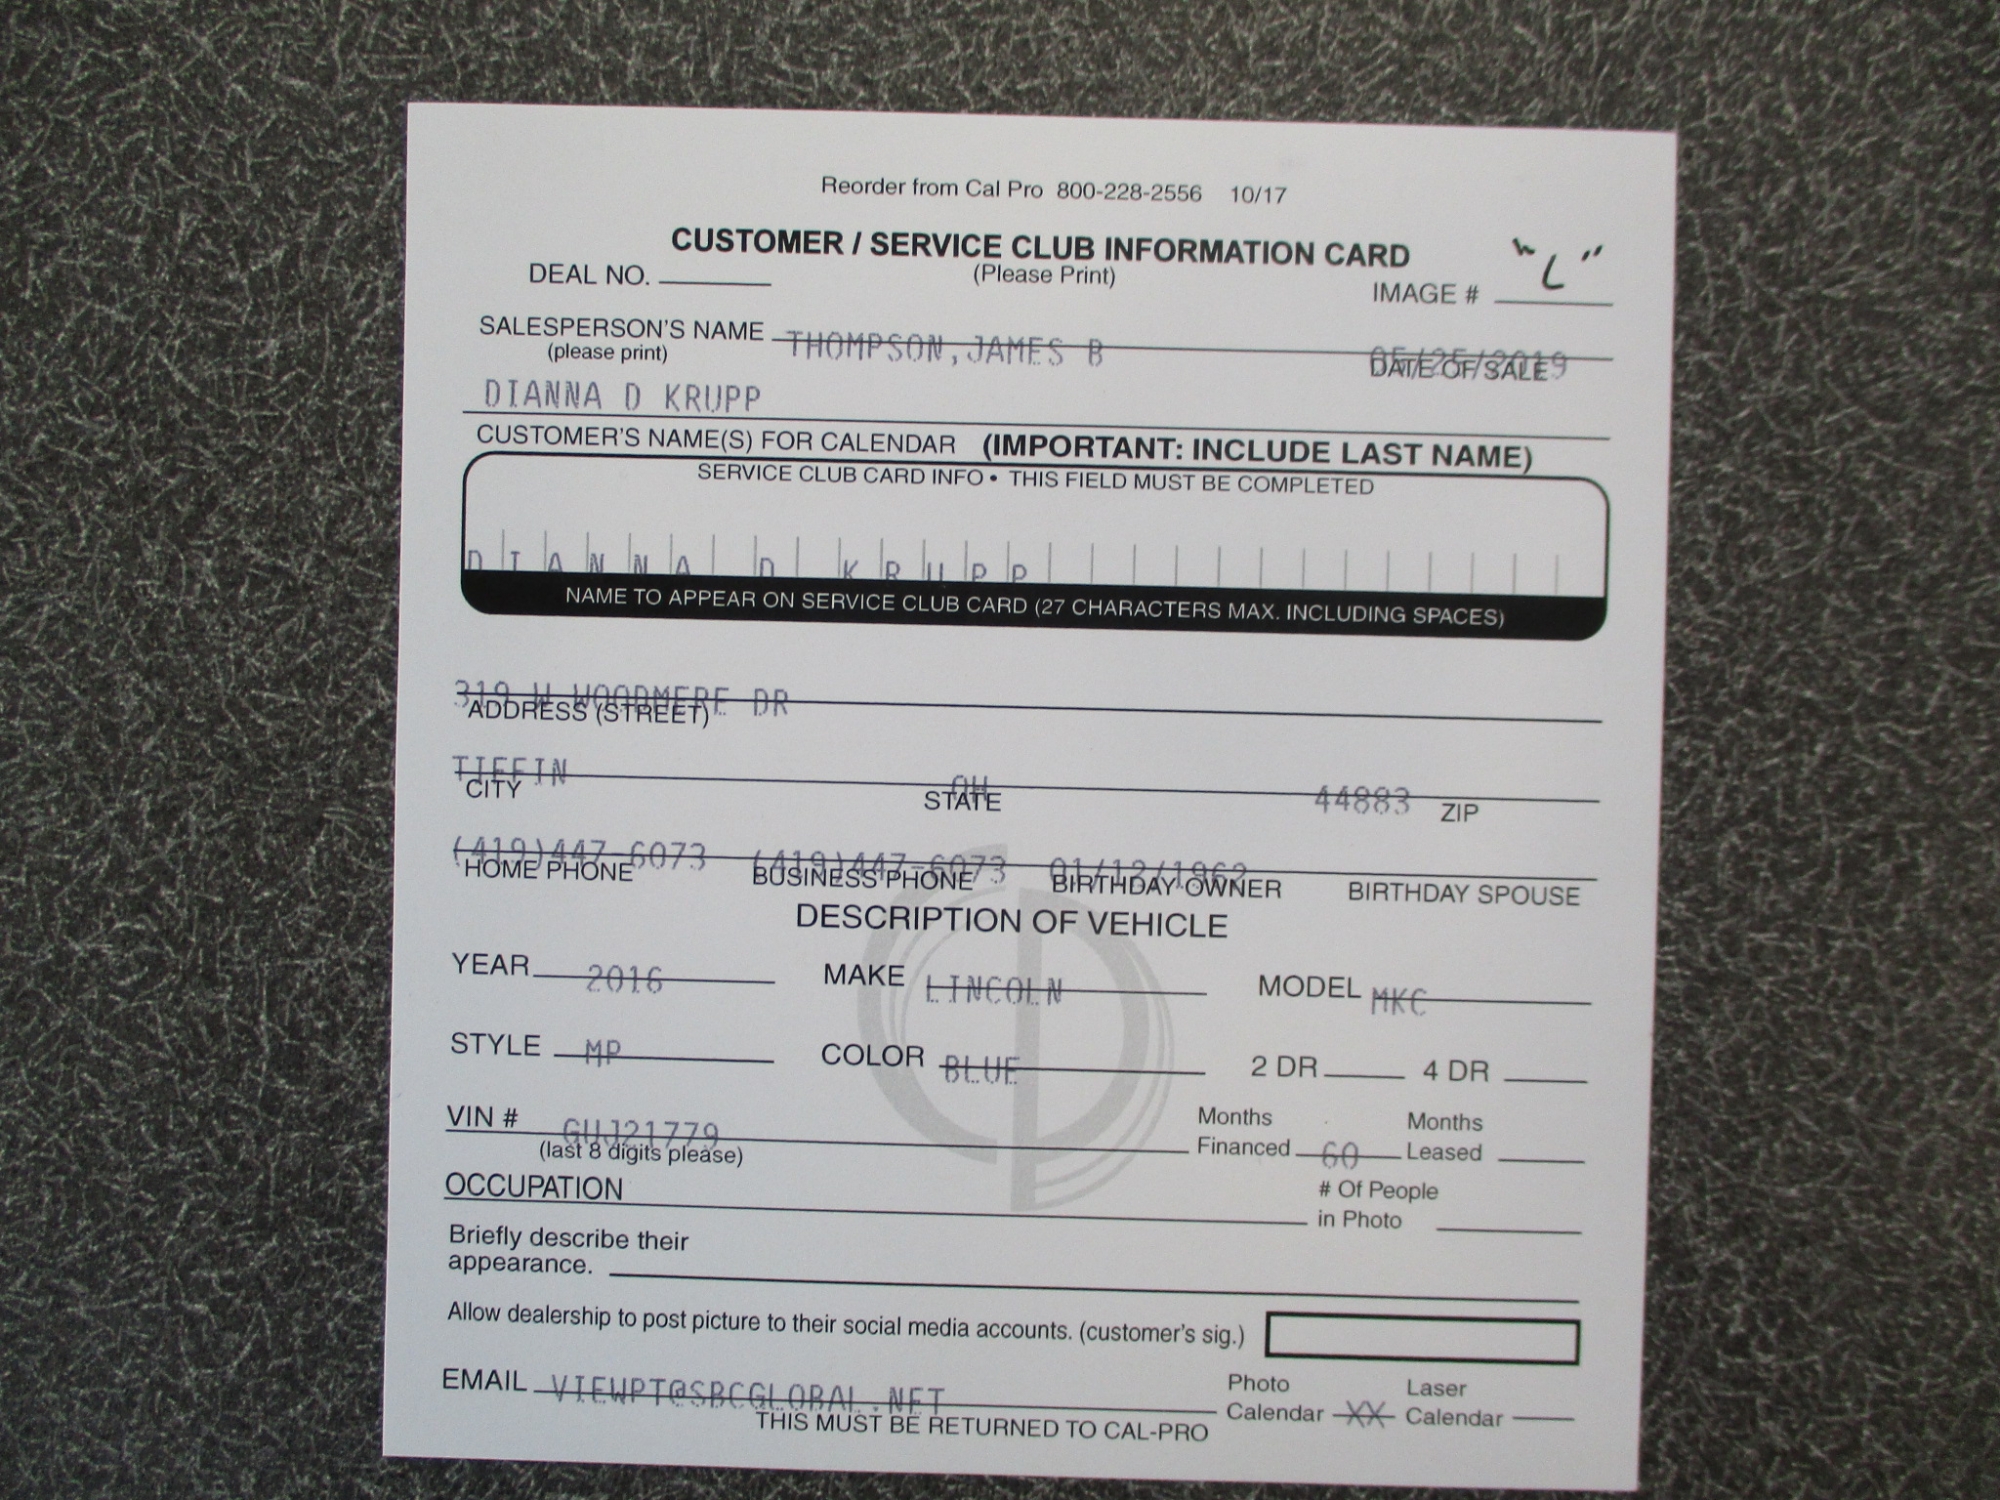 Reorder from Cal Pro 800-228-2556 10/17
CUSTOMER / SERVICE CLUB INFORMATION CARD
DEAL NO. (Please Print) IMAGE # "L"
SALESPERSON'S NAME THOMPSON,JAMES B
(please print) DATE OF SALE 05/25/2019
DIANNA D KRUPP
CUSTOMER'S NAME(S) FOR CALENDAR (IMPORTANT: INCLUDE LAST NAME)
SERVICE CLUB CARD INFO • THIS FIELD MUST BE COMPLETED
D I A N N A D K R U P P
NAME TO APPEAR ON SERVICE CLUB CARD (27 CHARACTERS MAX. INCLUDING SPACES)
319 W WOODMERE DR
ADDRESS (STREET)
TIFFIN OH 44883
CITY STATE ZIP
(419)447-6073 (419)447-6073 01/12/1962
HOME PHONE BUSINESS PHONE BIRTHDAY OWNER BIRTHDAY SPOUSE
DESCRIPTION OF VEHICLE
YEAR 2016 MAKE LINCOLN MODEL MKC
STYLE MP COLOR BLUE 2 DR 4 DR
VIN # GUJ21779 Months Financed 60 Months Leased
(last 8 digits please)
OCCUPATION # Of People in Photo
Briefly describe their
appearance.
Allow dealership to post picture to their social media accounts. (customer's sig.)
EMAIL VIEWPT@SBCGLOBAL.NET Photo Calendar XX Laser Calendar
THIS MUST BE RETURNED TO CAL-PRO